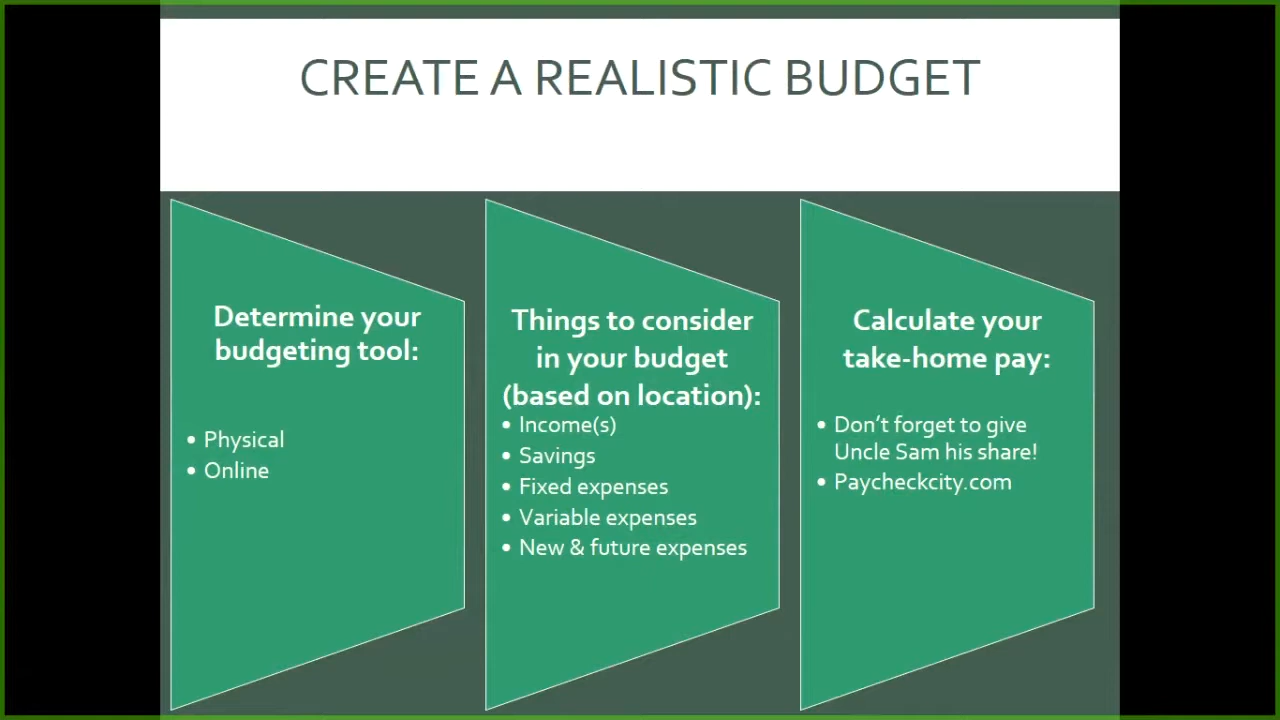 CREATE A REALISTIC BUDGET
Determine your
budgeting tool:
• Physical
• Online
Things to consider
in your budget
(based on location):
• Income(s)
• Savings
• Fixed expenses
• Variable expenses
• New & future expenses
Calculate your
take-home pay:
• Don’t forget to give
Uncle Sam his share!
• Paycheckcity.com